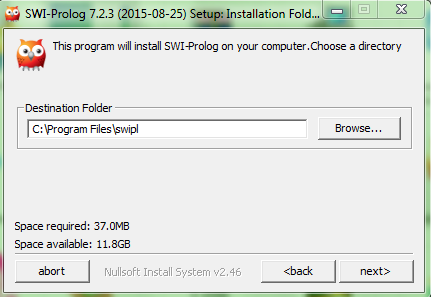 SWI-Prolog 7.2.3 (2015-08-25) Setup: Installation Fold...
This program will install SWI-Prolog on your computer.Choose a directory
Destination Folder
C:\Program Files\swipl
Browse...
Space required: 37.0MB
Space available: 11.8GB
abort
Nullsoft Install System v2.46
<back
next>